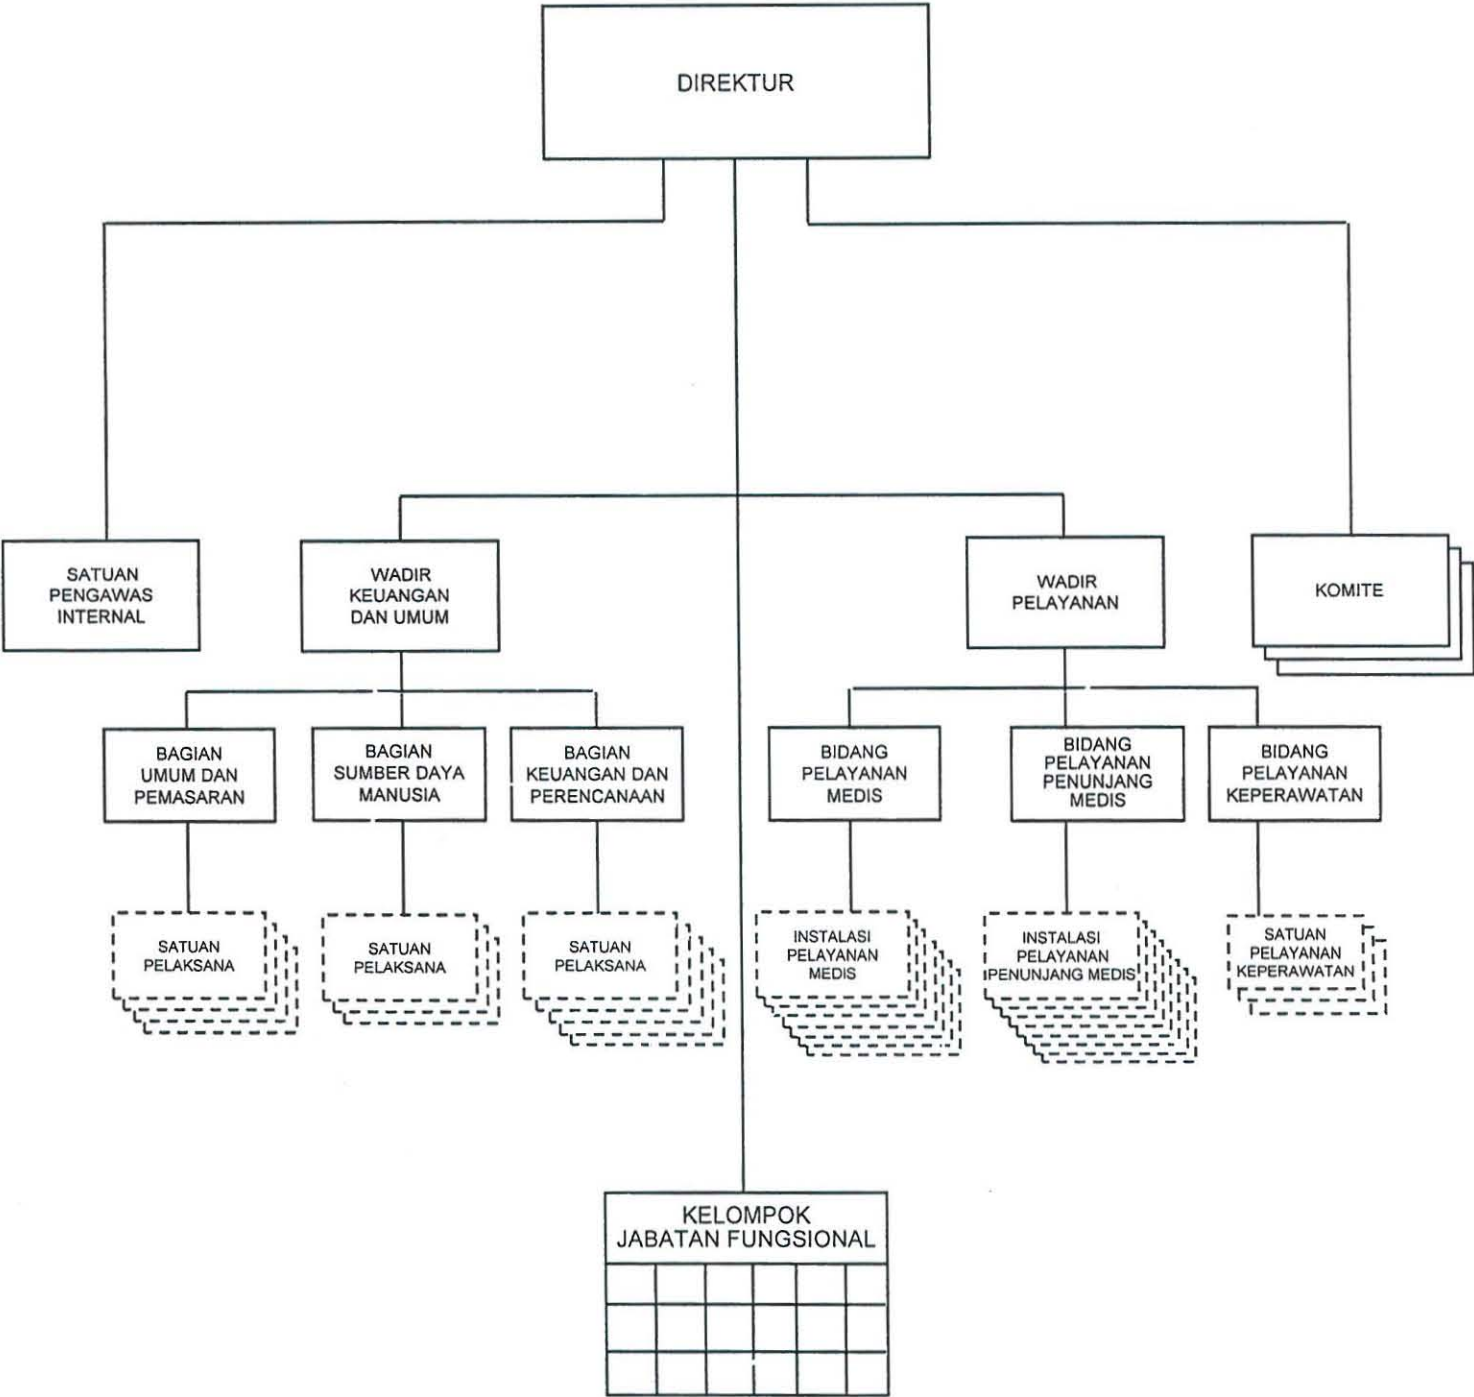 DIREKTUR
SATUAN
PENGAWAS
INTERNAL
WADIR
KEUANGAN
DAN UMUM
WADIR
PELAYANAN
KOMITE
BAGIAN
UMUM DAN
PEMASARAN
BAGIAN
SUMBER DAYA
MANUSIA
BAGIAN
KEUANGAN DAN
PERENCANAAN
BIDANG
PELAYANAN
MEDIS
BIDANG
PELAYANAN
PENUNJANG
MEDIS
BIDANG
PELAYANAN
KEPERAWATAN
SATUAN
PELAKSANA
SATUAN
PELAKSANA
SATUAN
PELAKSANA
INSTALASI
PELAYANAN
MEDIS
INSTALASI
PELAYANAN
PENUNJANG MEDIS
SATUAN
PELAYANAN
KEPERAWATAN
KELOMPOK
JABATAN FUNGSIONAL